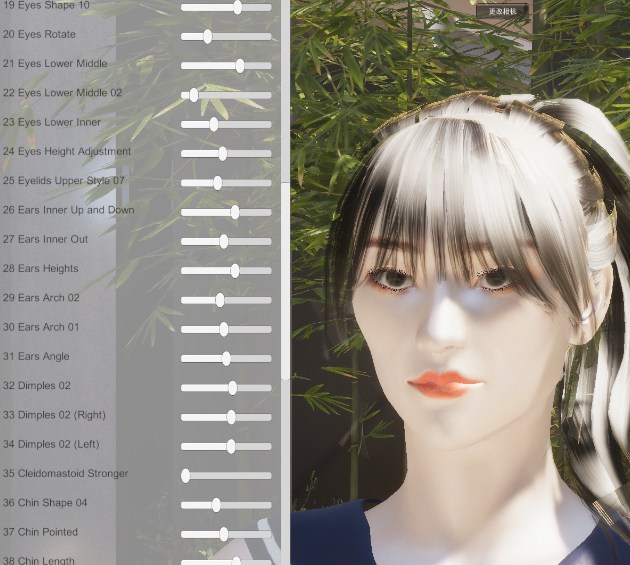 更改相机
19 Eyes Shape 10
20 Eyes Rotate
21 Eyes Lower Middle
22 Eyes Lower Middle 02
23 Eyes Lower Inner
24 Eyes Height Adjustment
25 Eyelids Upper Style 07
26 Ears Inner Up and Down
27 Ears Inner Out
28 Ears Heights
29 Ears Arch 02
30 Ears Arch 01
31 Ears Angle
32 Dimples 02
33 Dimples 02 (Right)
34 Dimples 02 (Left)
35 Cleidomastoid Stronger
36 Chin Shape 04
37 Chin Pointed
38 Chin Length